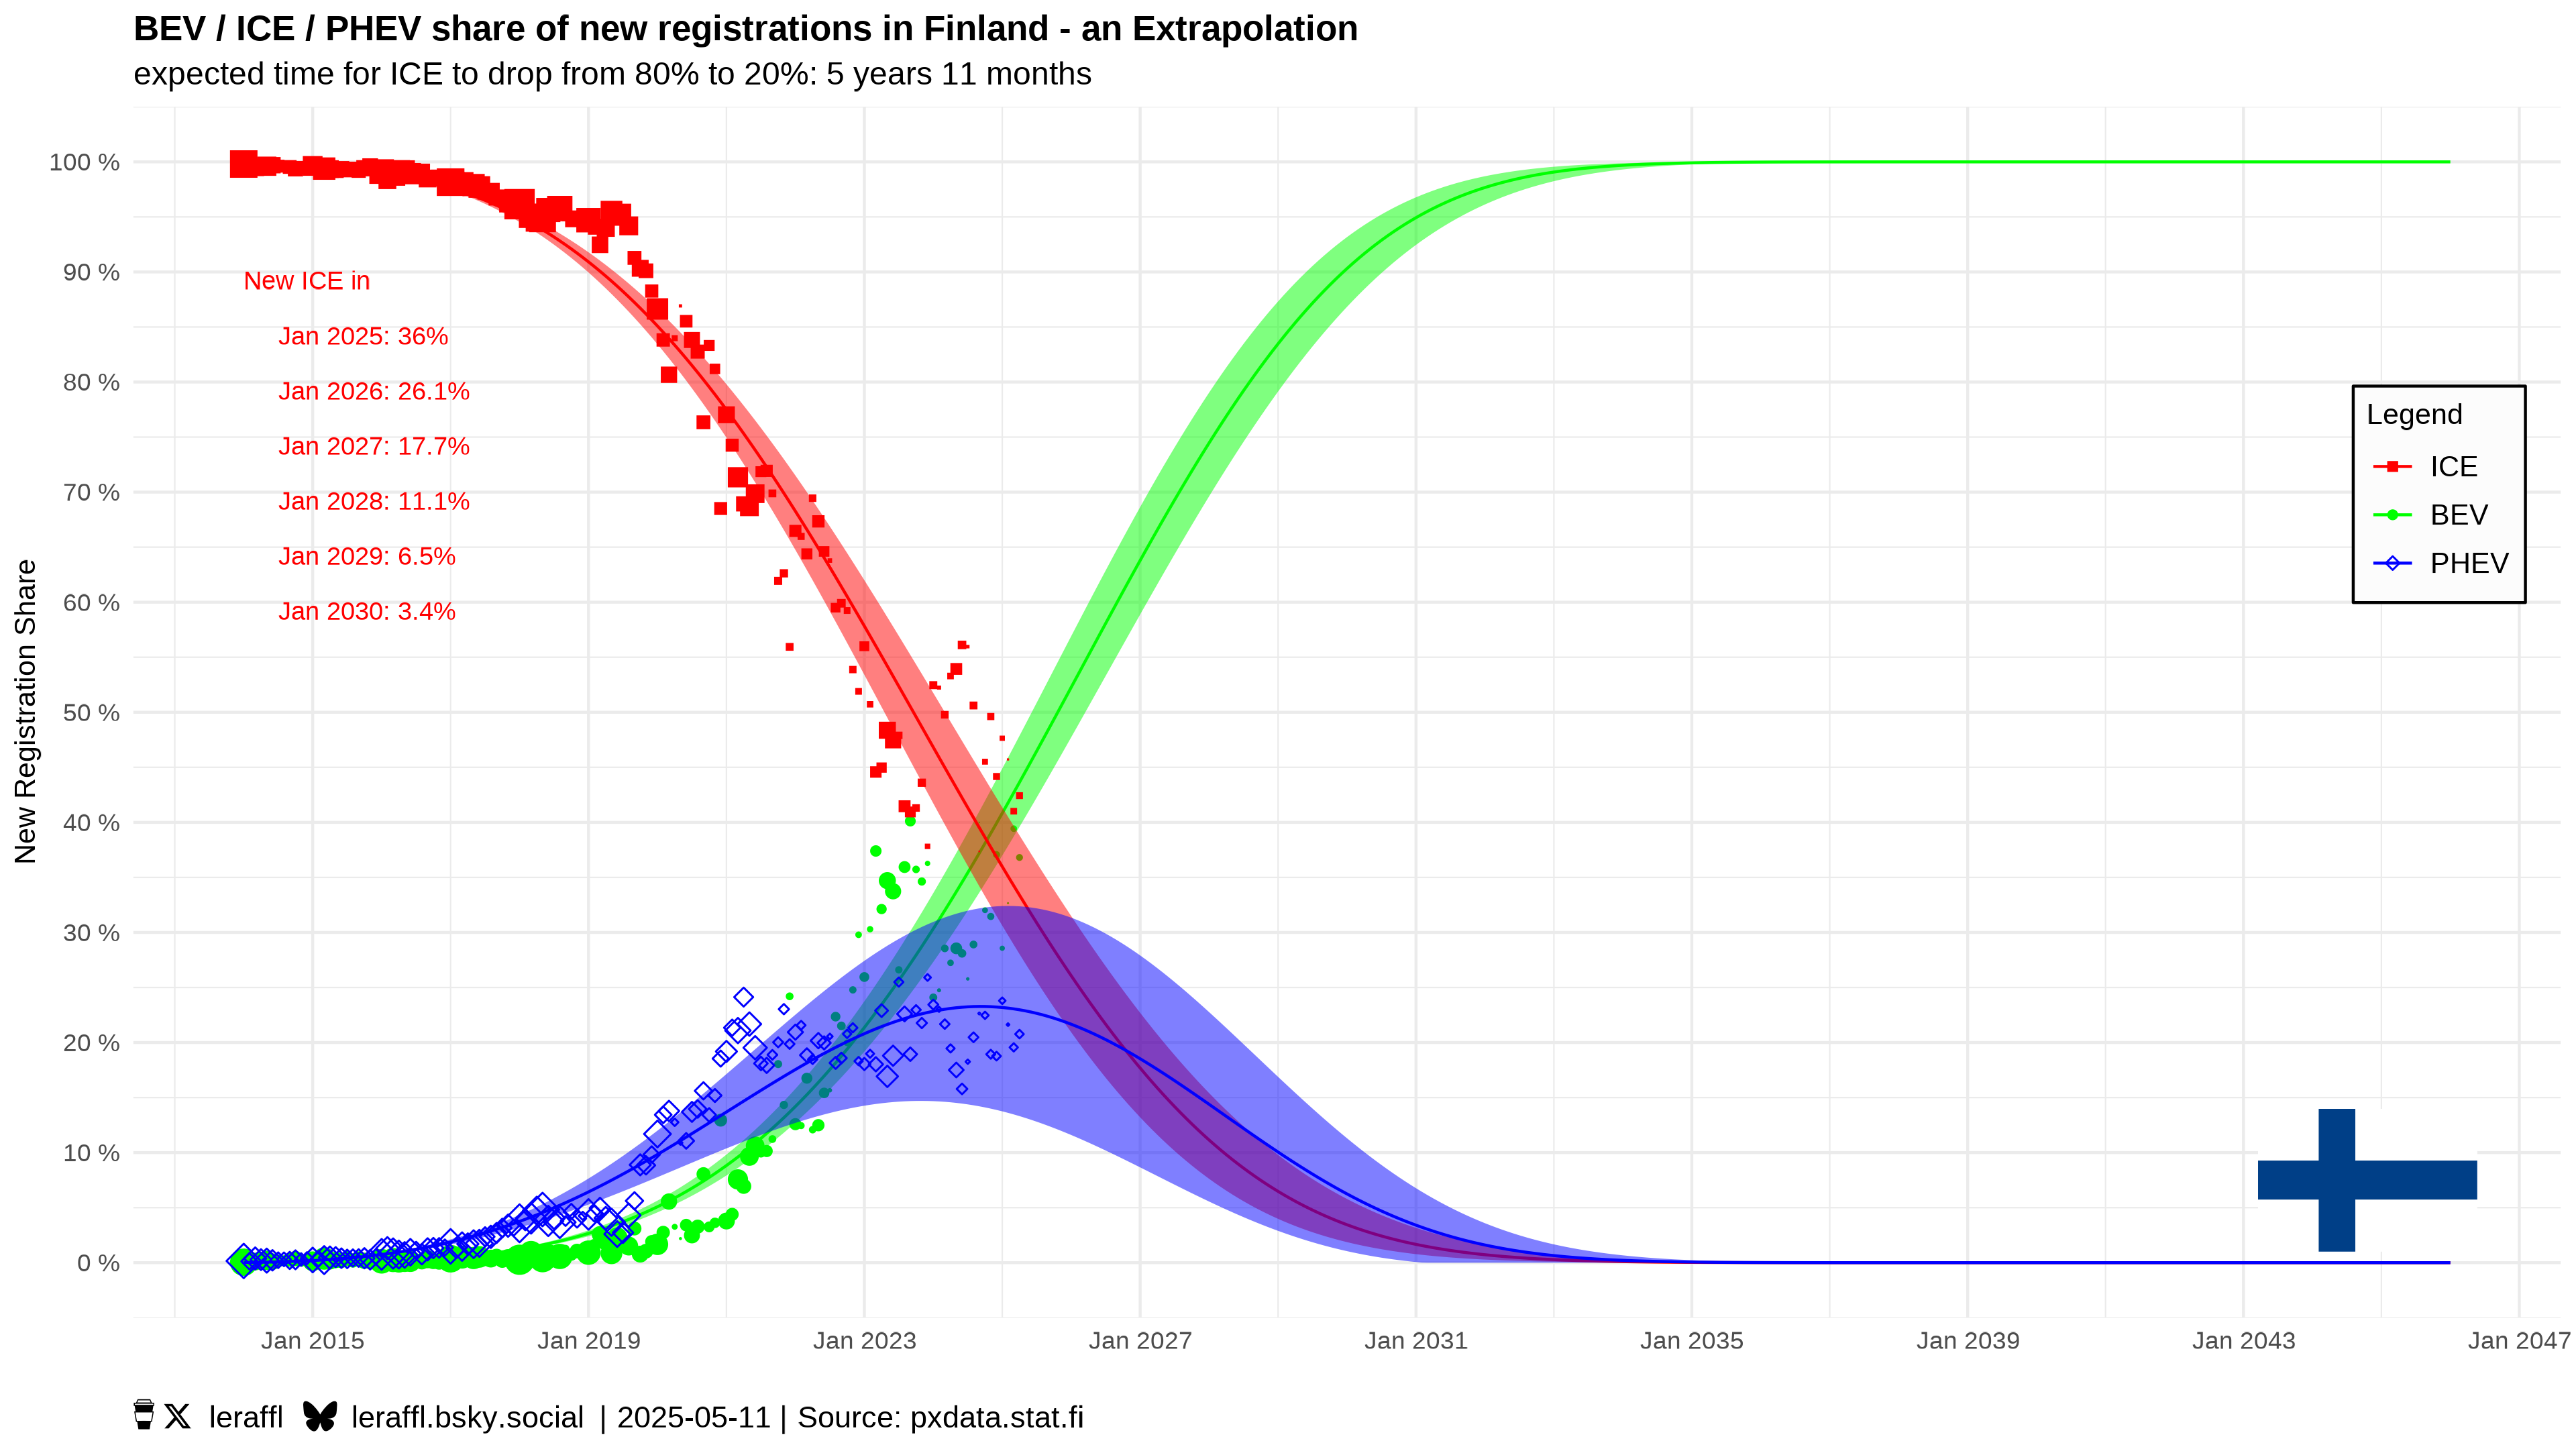 BEV / ICE / PHEV share of new registrations in Finland - an Extrapolation
expected time for ICE to drop from 80% to 20%: 5 years 11 months
New Registration Share
100 %
90 %
80 %
70 %
60 %
50 %
40 %
30 %
20 %
10 %
0 %
New ICE in
Jan 2025: 36%
Jan 2026: 26.1%
Jan 2027: 17.7%
Jan 2028: 11.1%
Jan 2029: 6.5%
Jan 2030: 3.4%
Legend
ICE
BEV
PHEV
Jan 2015 Jan 2019 Jan 2023 Jan 2027 Jan 2031 Jan 2035 Jan 2039 Jan 2043 Jan 2047
leraffl leraffl.bsky.social | 2025-05-11 | Source: pxdata.stat.fi